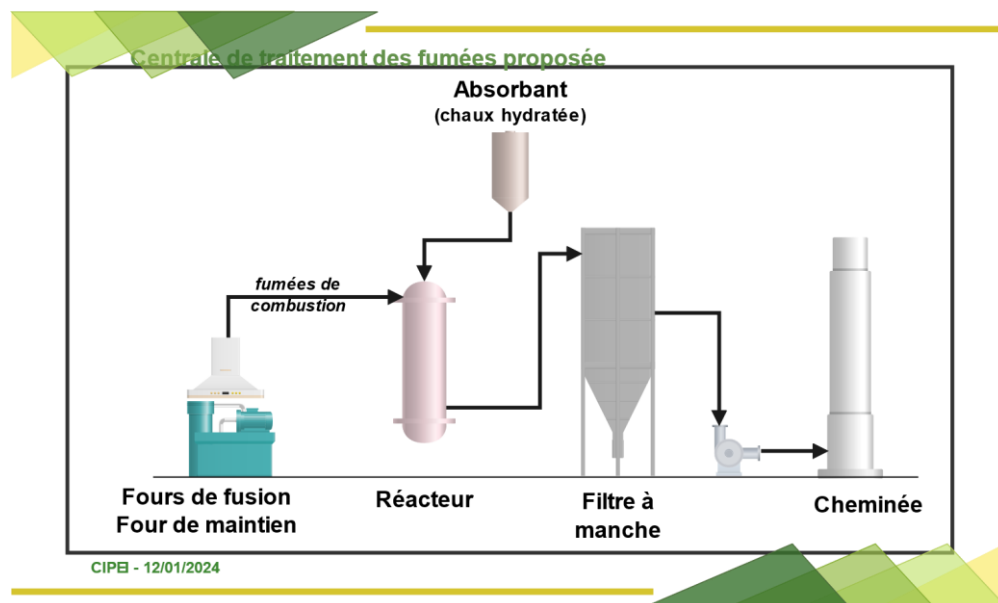 Centrale de traitement des fumées proposée
Absorbant
(chaux hydratée)
fumées de
combustion
Fours de fusion
Four de maintien
Réacteur
Filtre à
manche
Cheminée
CIPEI - 12/01/2024